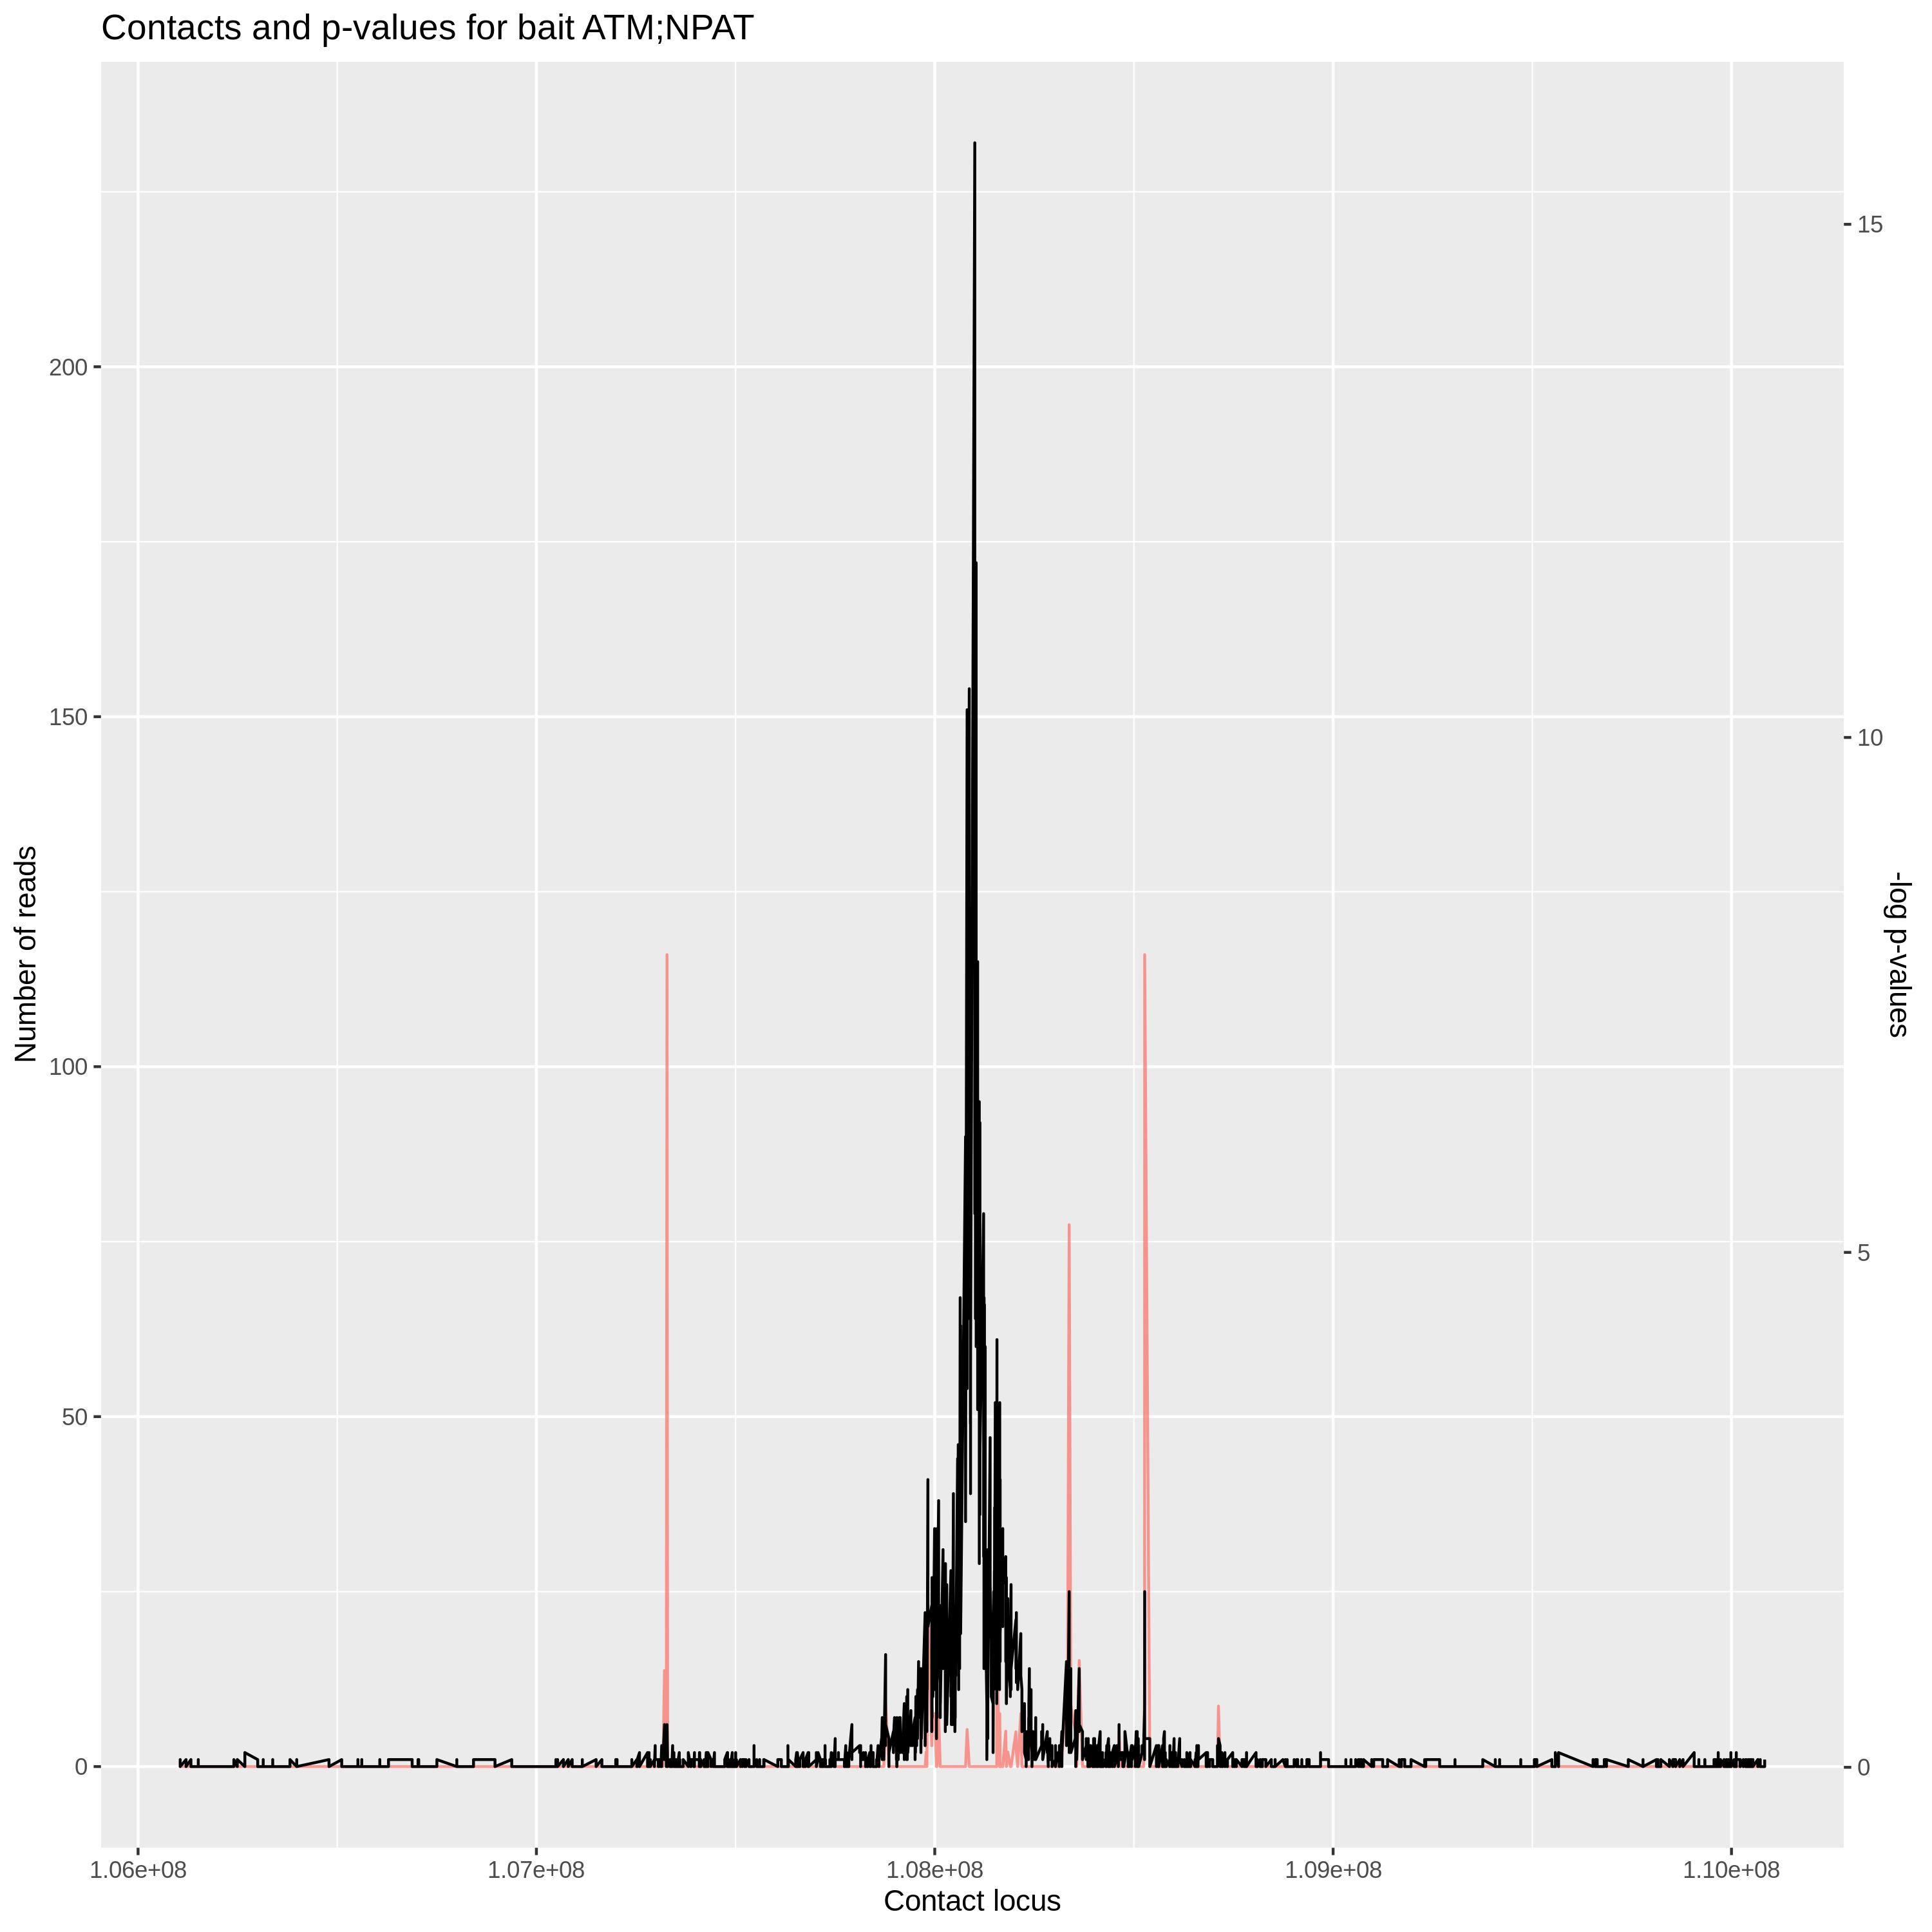 Contacts and p-values for bait ATM;NPAT
Number of reads
200
150
100
50
0
15
10
5
0
-log p-values
1.06e+08
1.07e+08
1.08e+08
1.09e+08
1.10e+08
Contact locus